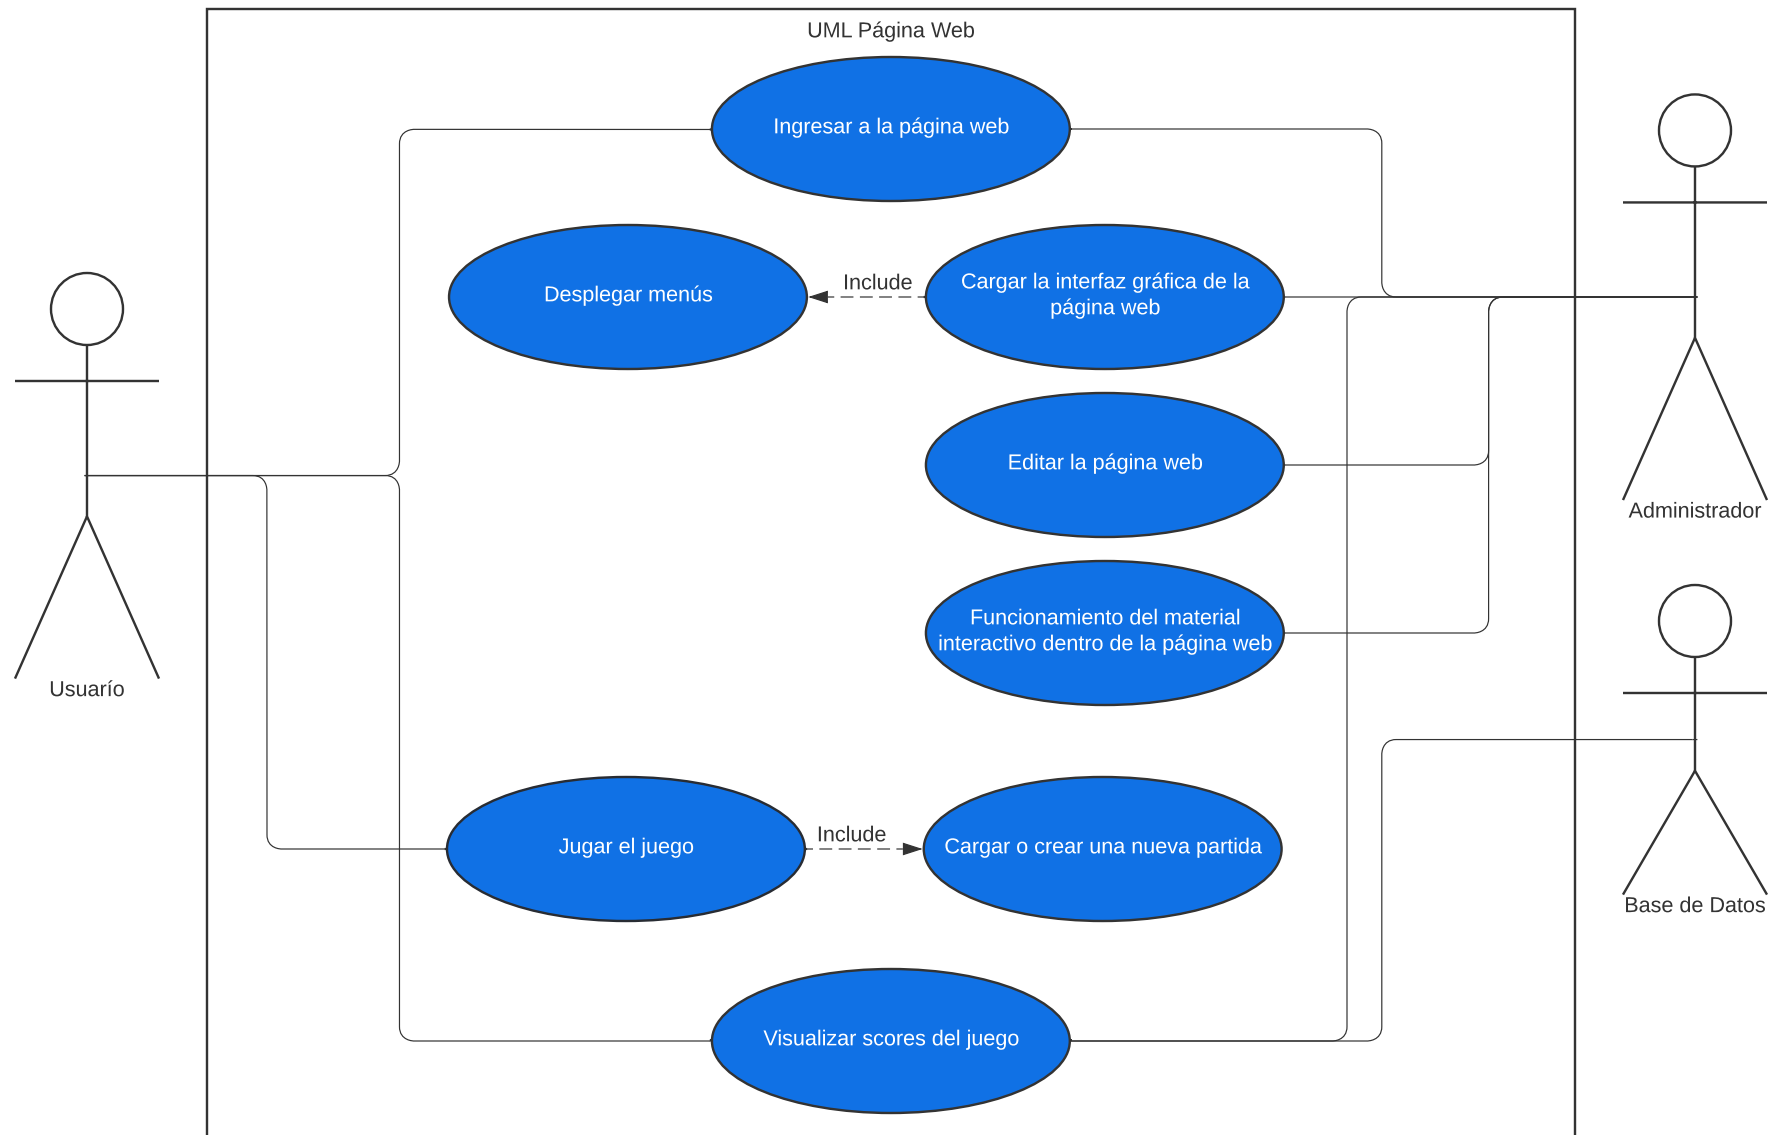 UML Página Web
Ingresar a la página web
Desplegar menús
Include
Cargar la interfaz gráfica de la
página web
Editar la página web
Administrador
Funcionamiento del material
interactivo dentro de la página web
Usuarío
Jugar el juego
Include
Cargar o crear una nueva partida
Base de Datos
Visualizar scores del juego